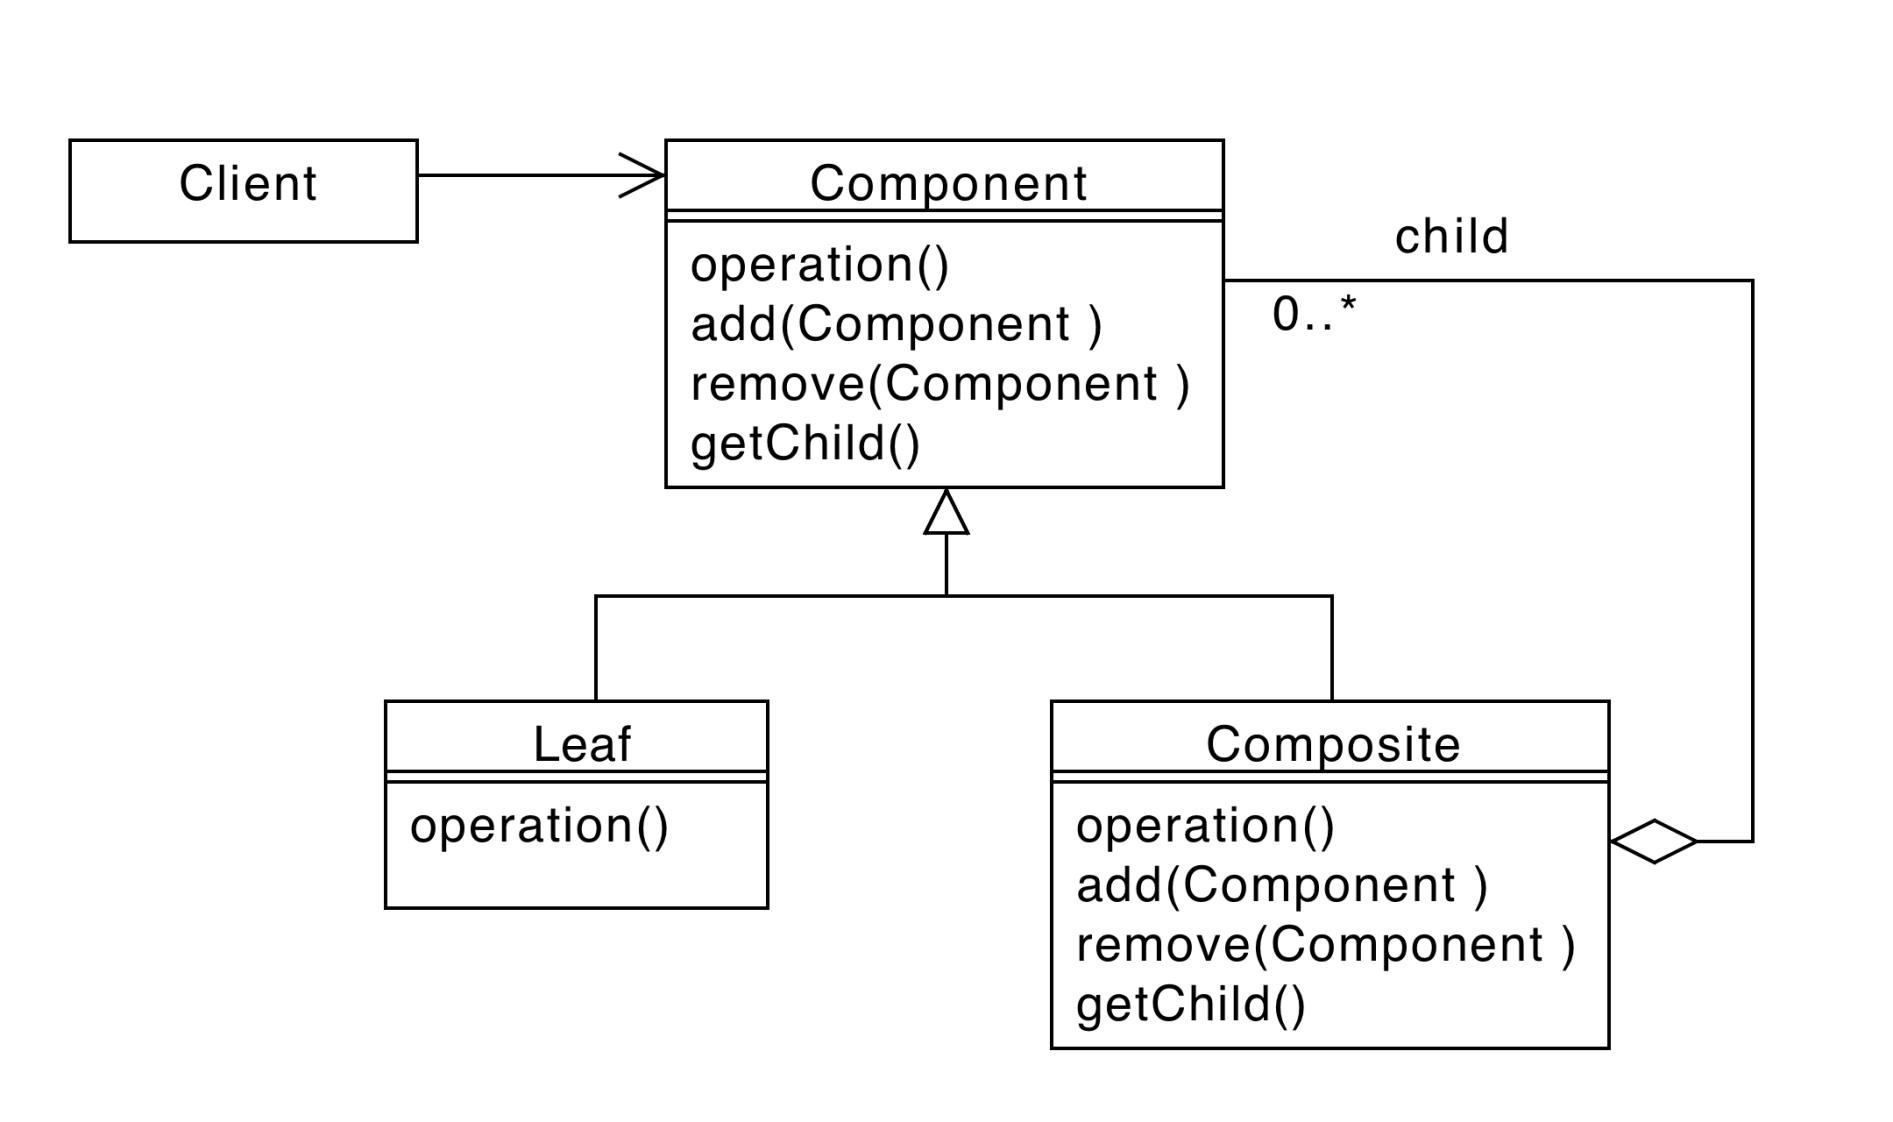 Client
Component
operation()
add(Component )
remove(Component )
getChild()
child
0..*
Leaf
operation()
Composite
operation()
add(Component )
remove(Component )
getChild()